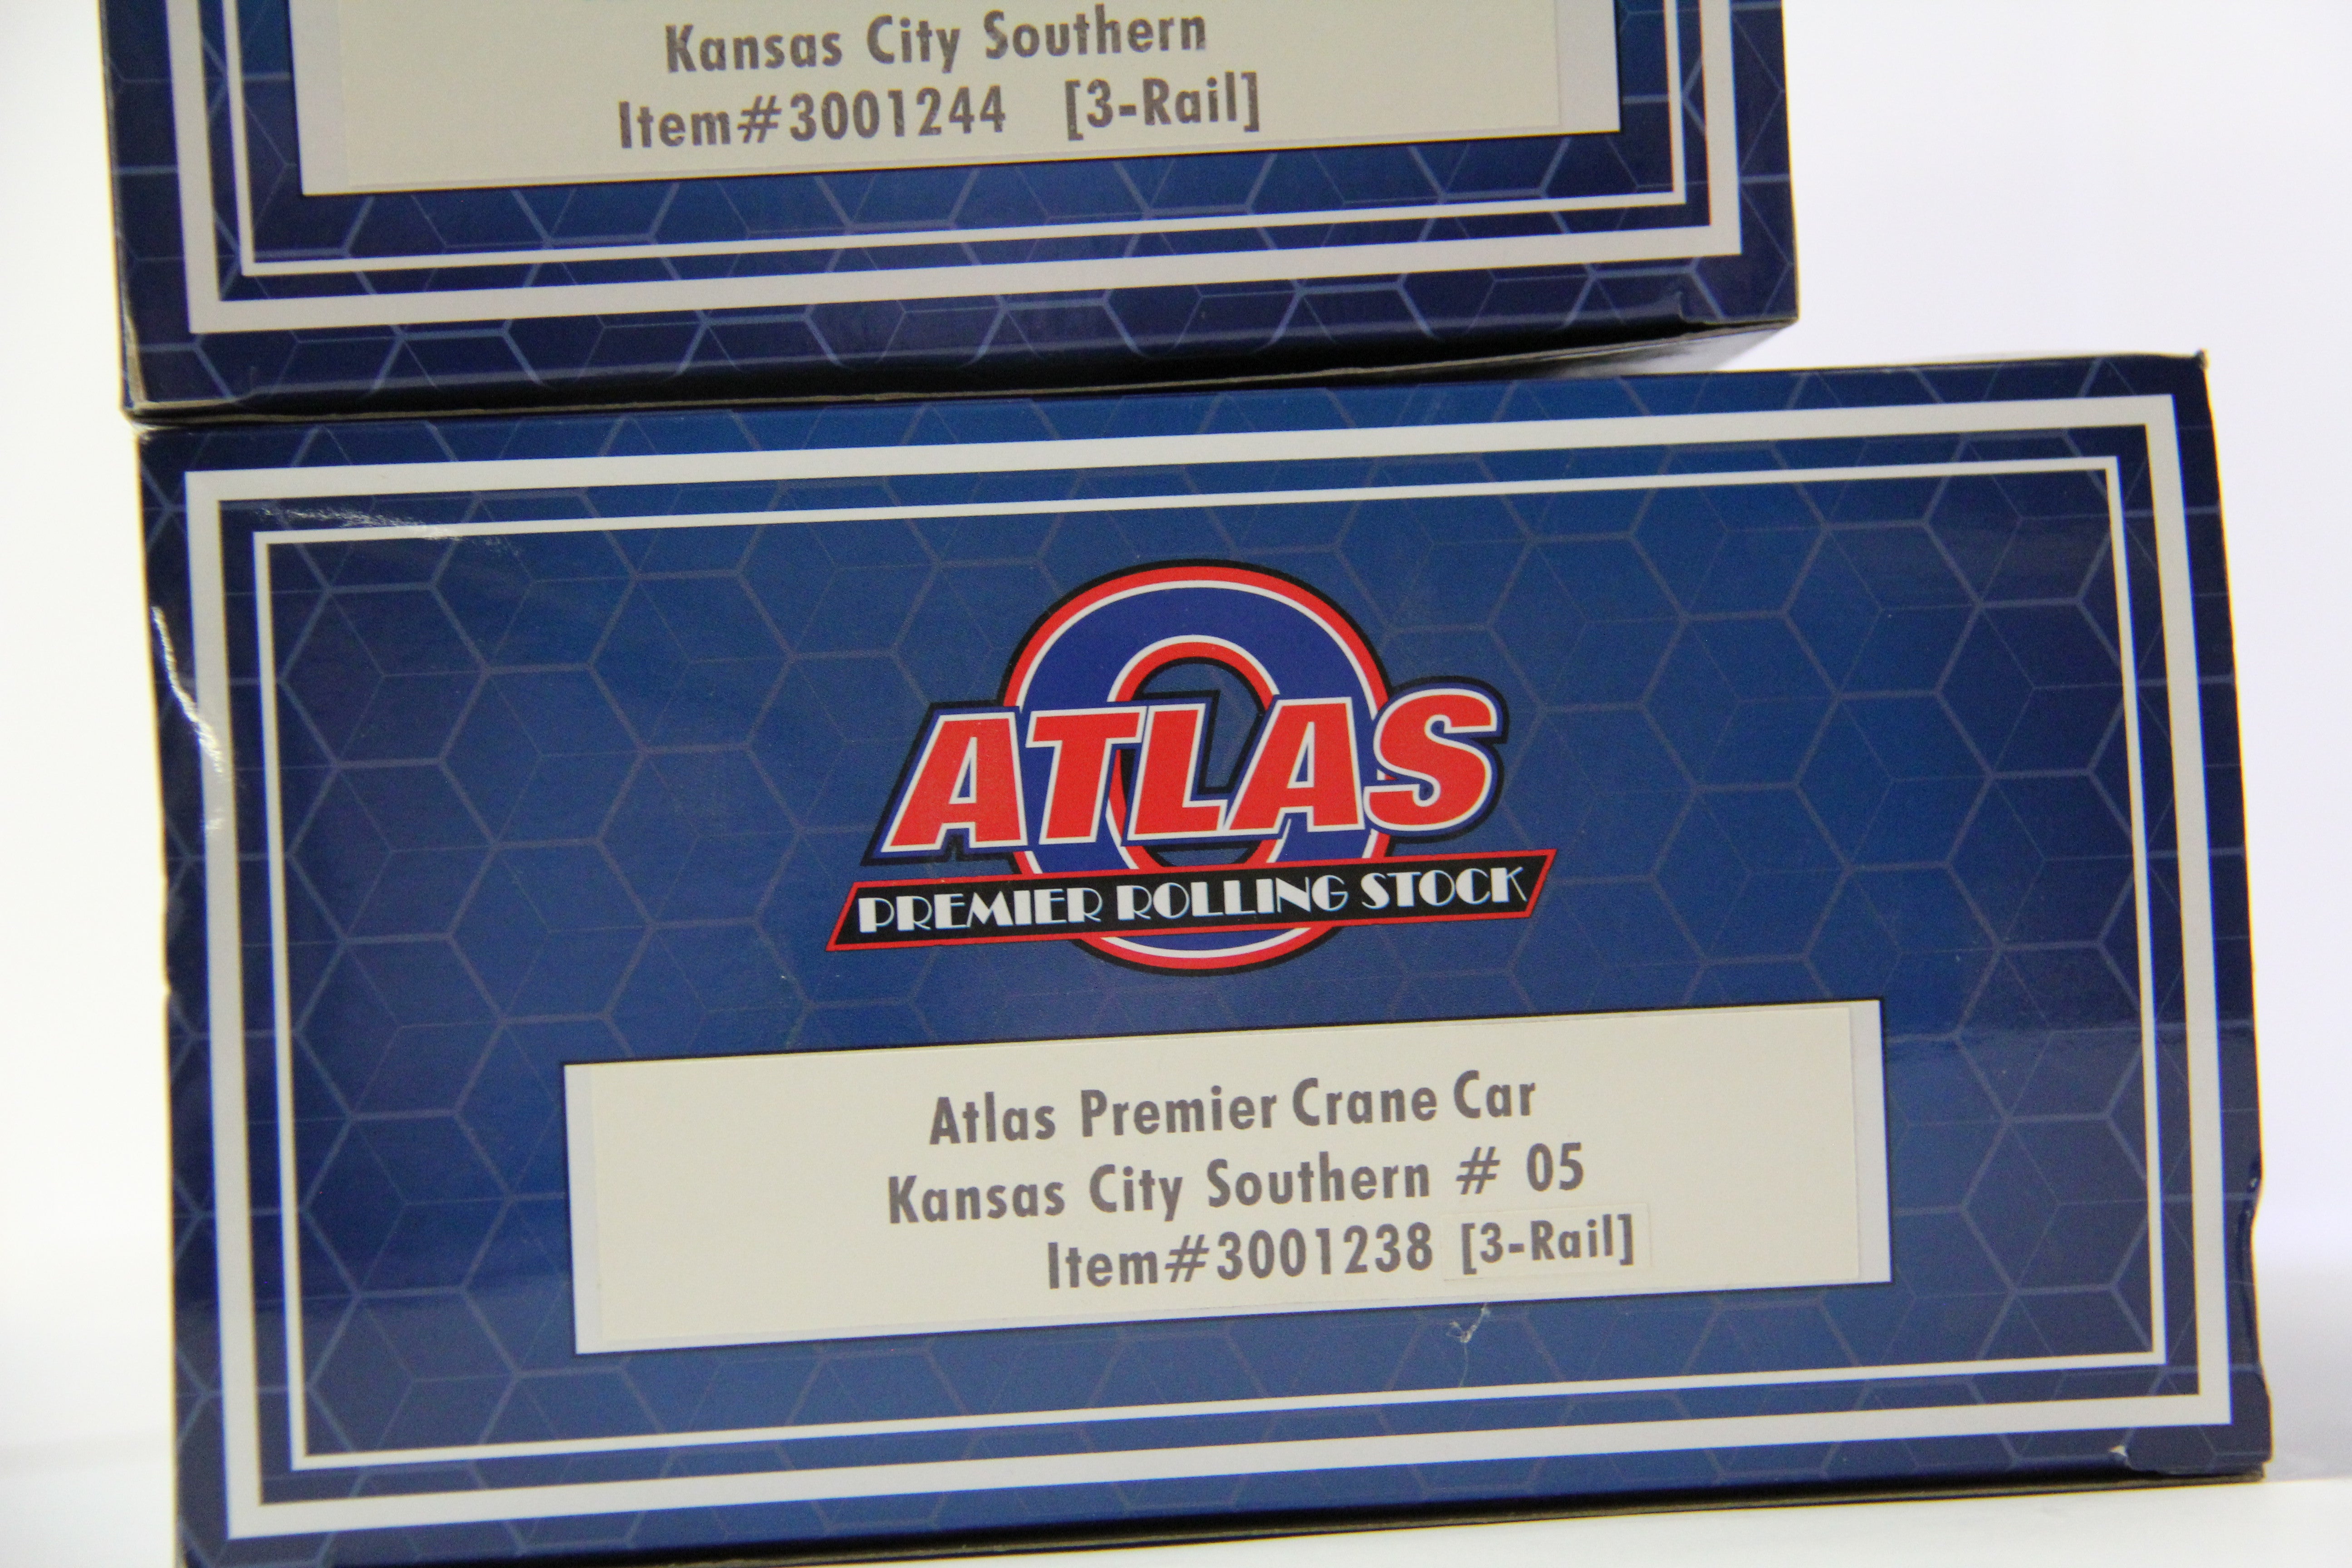 Kansas City Southern
Item#3001244 [3-Rail]
ATLAS
O
PREMIER ROLLING STOCK
Atlas Premier Crane Car
Kansas City Southern # 05
Item#3001238 [3-Rail]